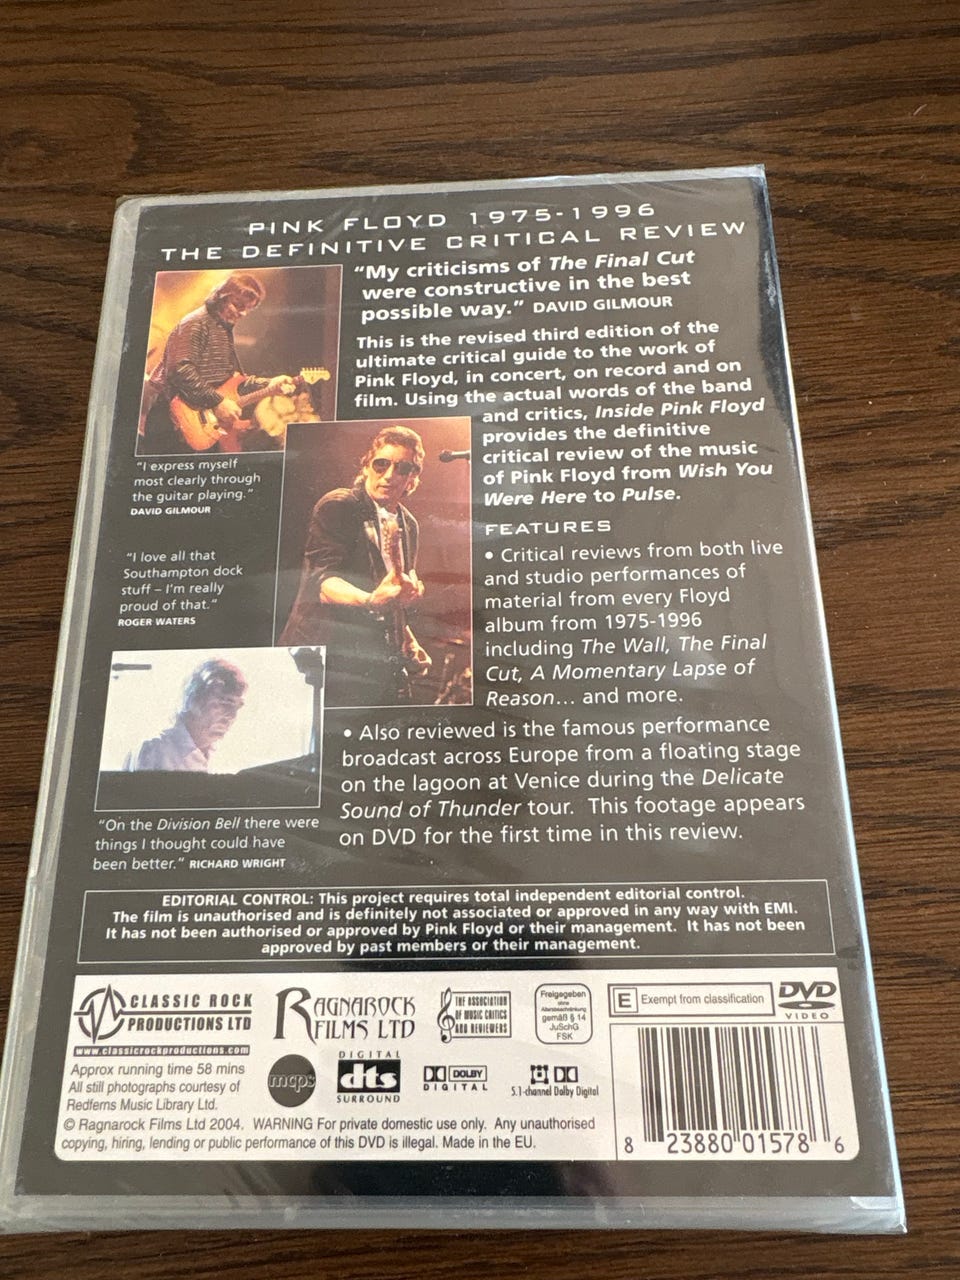 PINK FLOYD 1975-1996
THE DEFINITIVE CRITICAL REVIEW
“My criticisms of The Final Cut
were constructive in the best
possible way.” DAVID GILMOUR
This is the revised third edition of the
ultimate critical guide to the work of
Pink Floyd, in concert, on record and on
film. Using the actual words of the band
and critics, Inside Pink Floyd
provides the definitive
critical review of the music
of Pink Floyd from Wish You
Were Here to Pulse.
“I express myself
most clearly through
the guitar playing.”
DAVID GILMOUR
“I love all that
Southampton dock
stuff – I’m really
proud of that.”
ROGER WATERS
FEATURES
• Critical reviews from both live
and studio performances of
material from every Floyd
album from 1975-1996
including The Wall, The Final
Cut, A Momentary Lapse of
Reason... and more.
• Also reviewed is the famous performance
broadcast across Europe from a floating stage
on the lagoon at Venice during the Delicate
Sound of Thunder tour. This footage appears
on DVD for the first time in this review.
“On the Division Bell there were
things I thought could have
been better.” RICHARD WRIGHT
EDITORIAL CONTROL: This project requires total independent editorial control.
The film is unauthorised and is definitely not associated or approved in any way with EMI.
It has not been authorised or approved by Pink Floyd or their management. It has not been
approved by past members or their management.
CLASSIC ROCK
PRODUCTIONS LTD
www.classicrockproductions.com
RAGNAROCK
FILMS LTD
THE ASSOCIATION
OF MUSIC CRITICS
AND REVIEWERS
Freigegeben
ohne
Altersbeschränkung
gemäß § 14
JuSchG
FSK
E Exempt from classification
DVD
VIDEO
Approx running time 58 mins
All still photographs courtesy of
Redferns Music Library Ltd.
mcps
DIGITAL
dts
SURROUND
DOLBY
DIGITAL
5.1-channel Dolby Digital
© Ragnarock Films Ltd 2004. WARNING For private domestic use only. Any unauthorised
copying, hiring, lending or public performance of this DVD is illegal. Made in the EU.
8 23880 01578 6